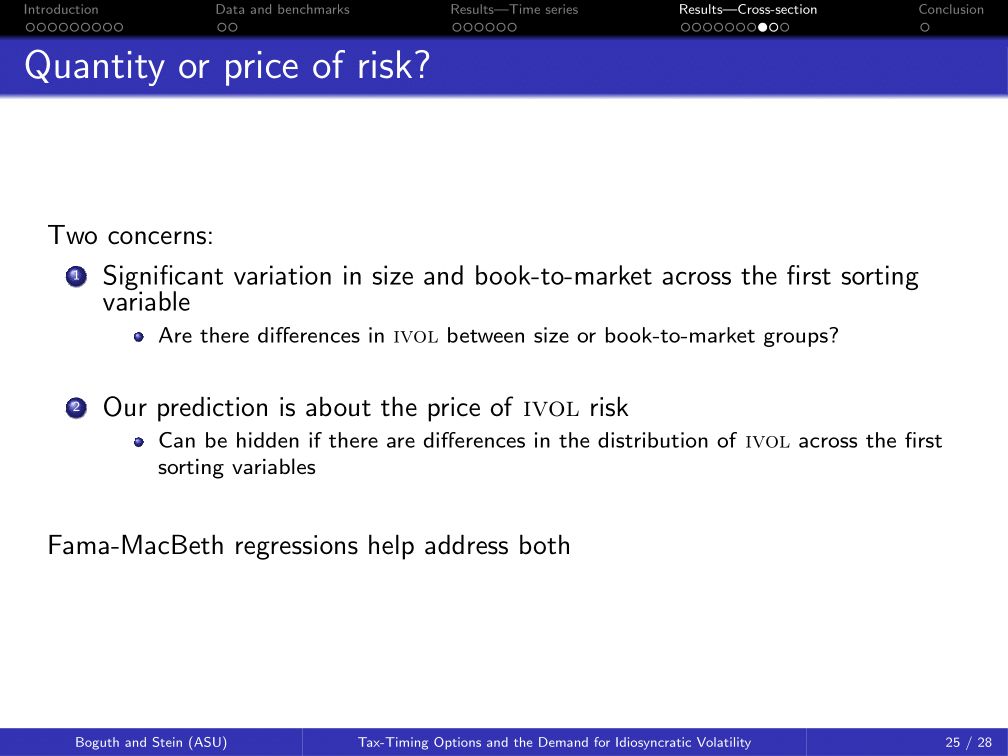 Introduction Data and benchmarks Results—Time series Results—Cross-section Conclusion
Quantity or price of risk?
Two concerns:
1 Significant variation in size and book-to-market across the first sorting
variable
Are there differences in IVOL between size or book-to-market groups?
2 Our prediction is about the price of IVOL risk
Can be hidden if there are differences in the distribution of IVOL across the first
sorting variables
Fama-MacBeth regressions help address both
Boguth and Stein (ASU) Tax-Timing Options and the Demand for Idiosyncratic Volatility 25 / 28